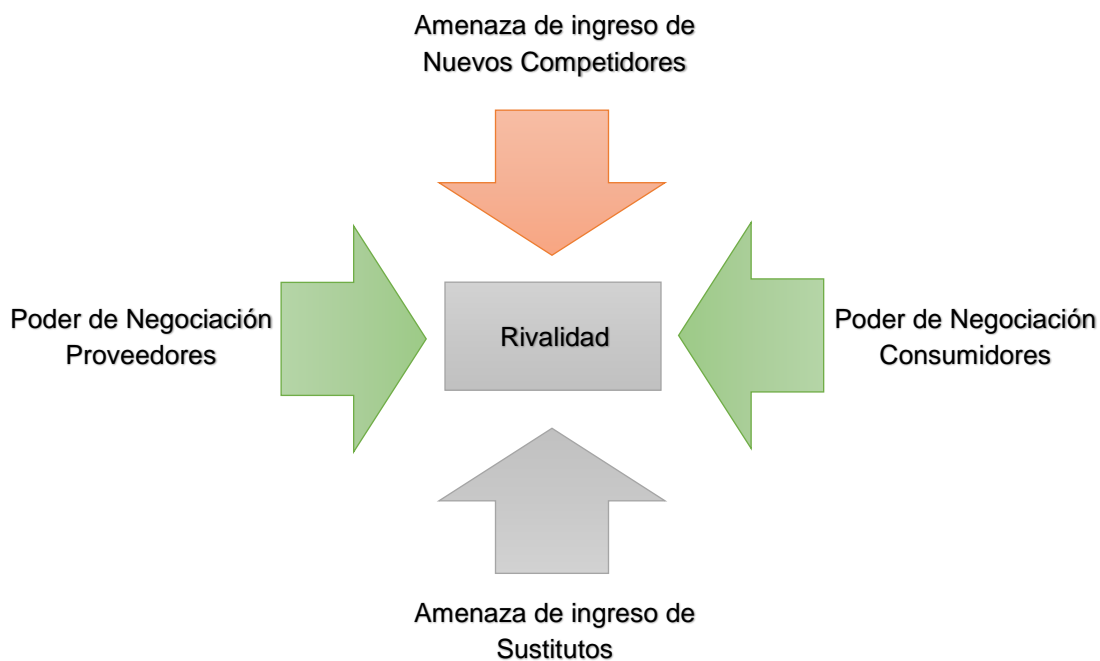 Amenaza de ingreso de
Nuevos Competidores
Poder de Negociación
Proveedores
Rivalidad
Poder de Negociación
Consumidores
Amenaza de ingreso de
Sustitutos